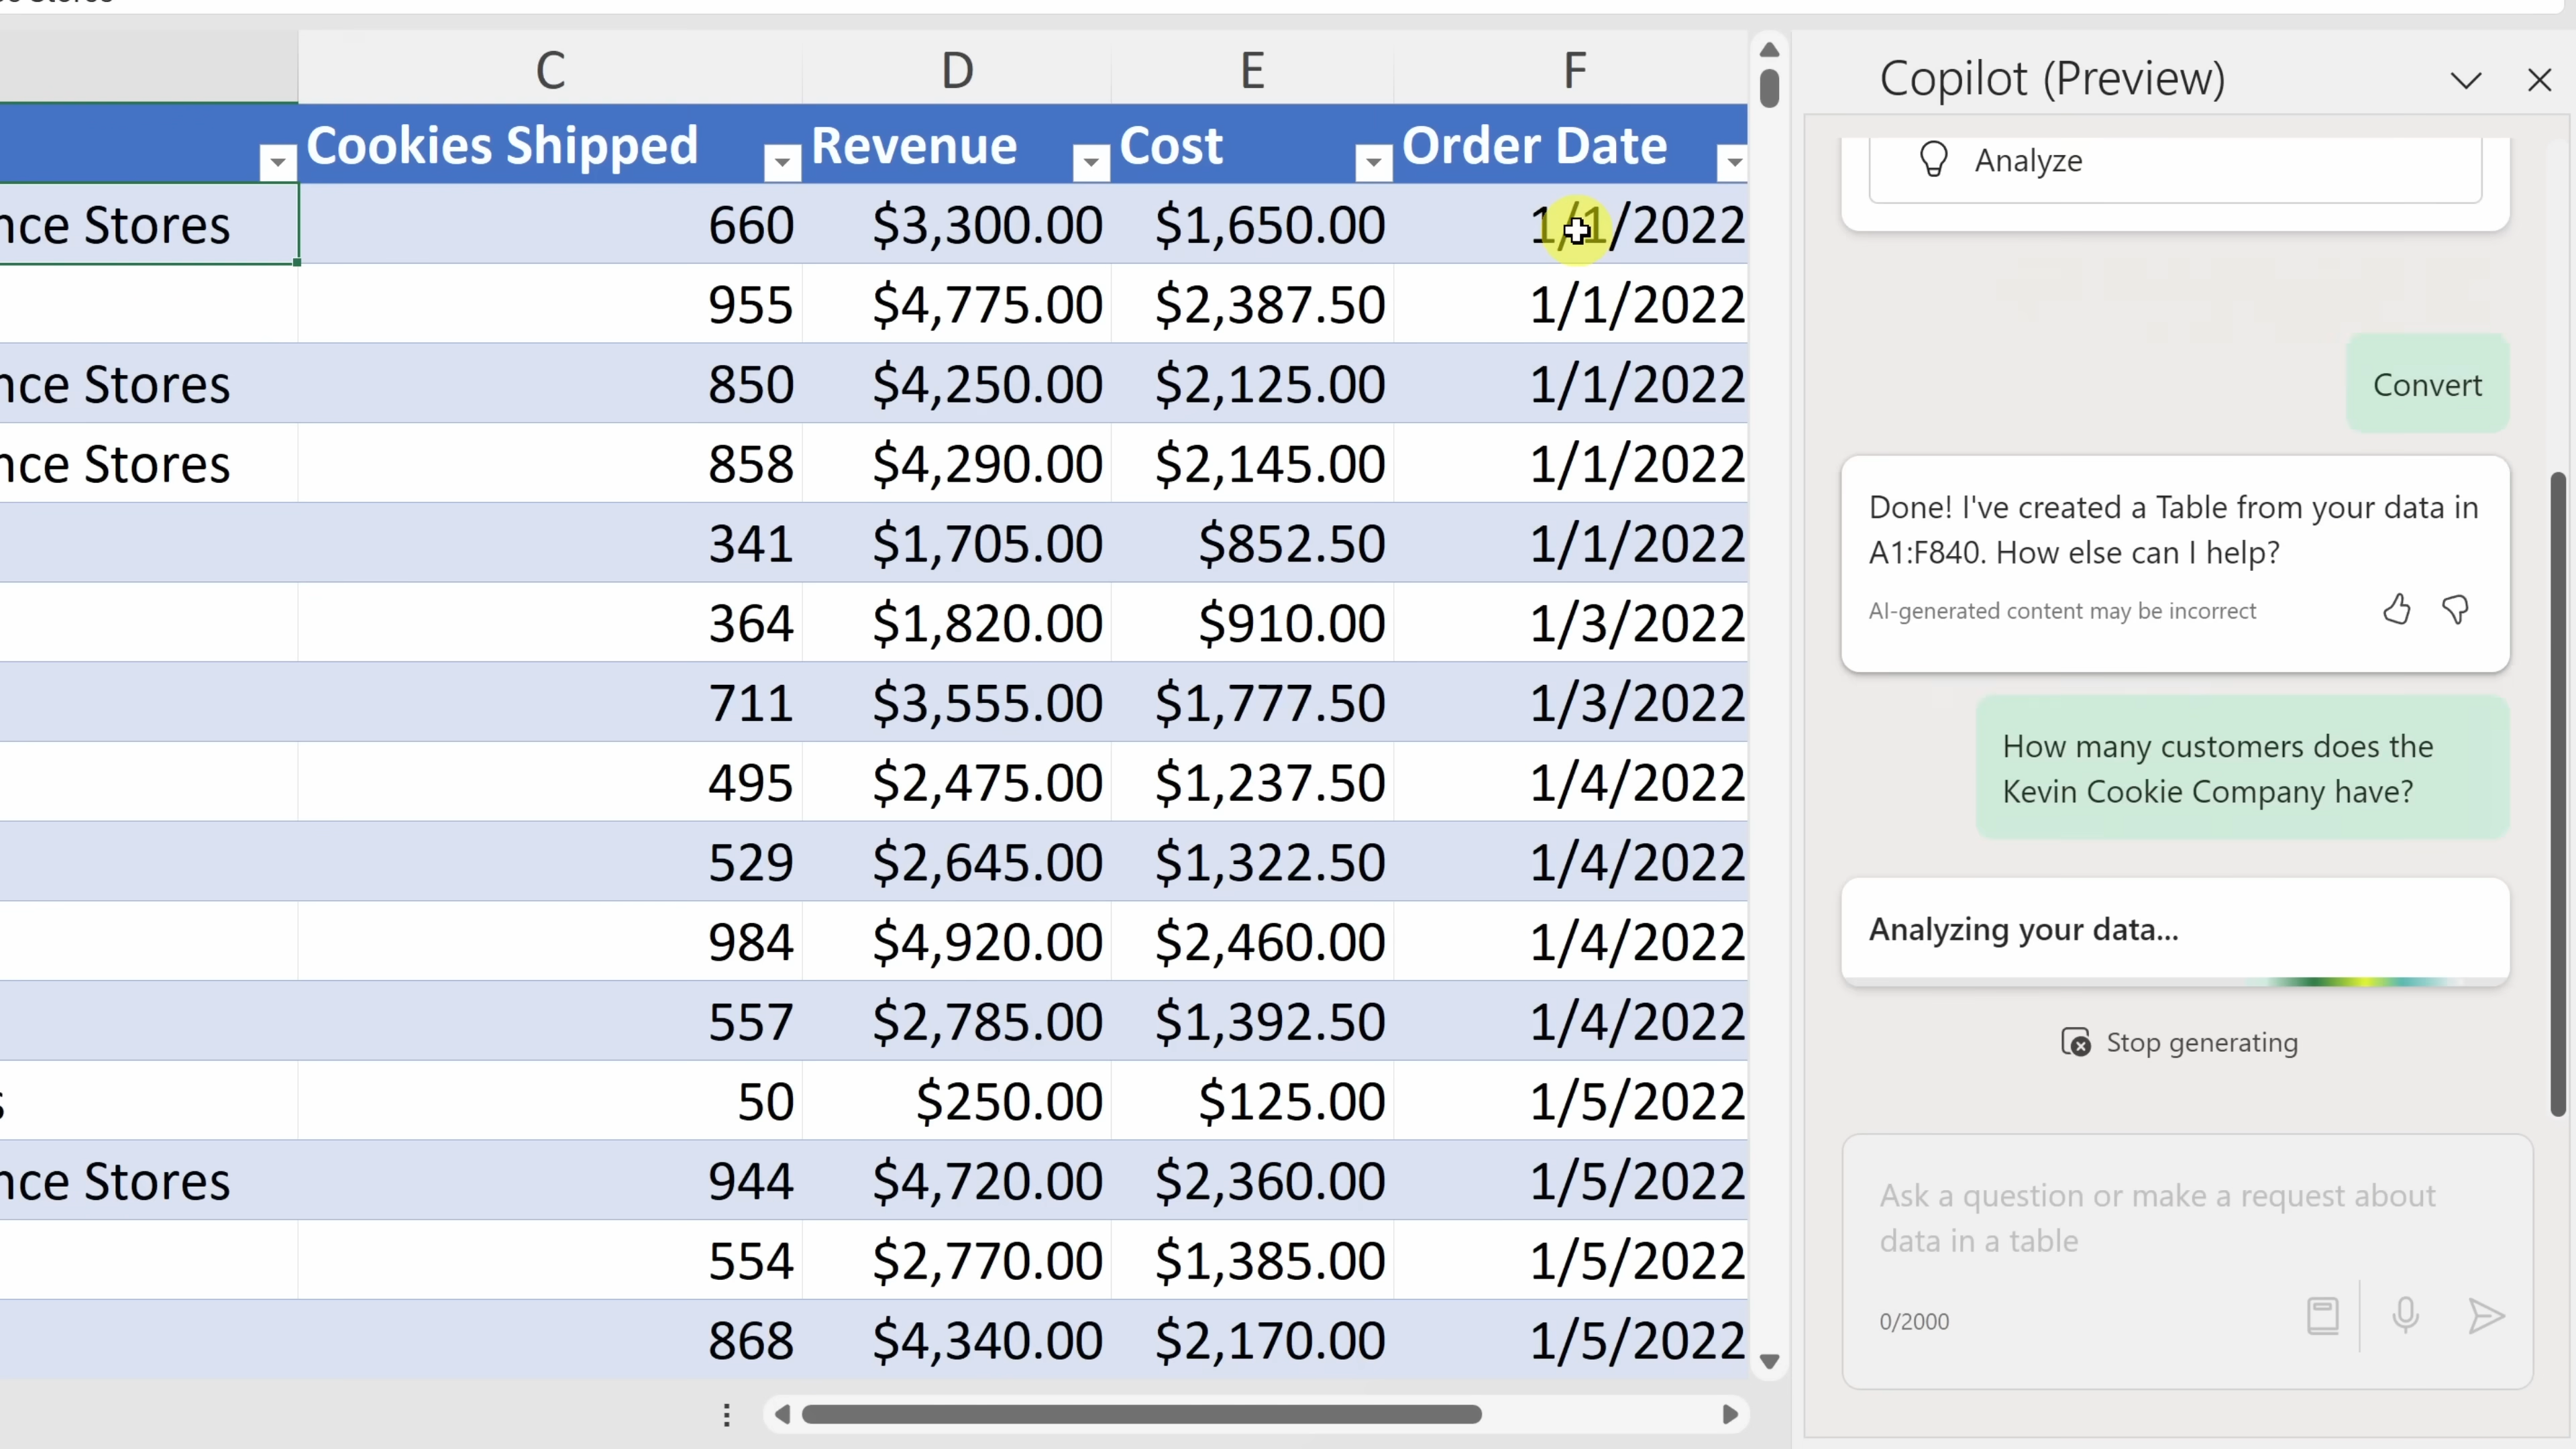 C D E F
Cookies Shipped Revenue Cost Order Date
nce Stores 660 $3,300.00 $1,650.00 1/1/2022
955 $4,775.00 $2,387.50 1/1/2022
nce Stores 850 $4,250.00 $2,125.00 1/1/2022
nce Stores 858 $4,290.00 $2,145.00 1/1/2022
341 $1,705.00 $852.50 1/1/2022
364 $1,820.00 $910.00 1/3/2022
711 $3,555.00 $1,777.50 1/3/2022
495 $2,475.00 $1,237.50 1/4/2022
529 $2,645.00 $1,322.50 1/4/2022
984 $4,920.00 $2,460.00 1/4/2022
557 $2,785.00 $1,392.50 1/4/2022
s 50 $250.00 $125.00 1/5/2022
nce Stores 944 $4,720.00 $2,360.00 1/5/2022
554 $2,770.00 $1,385.00 1/5/2022
868 $4,340.00 $2,170.00 1/5/2022
Copilot (Preview)
Analyze
Convert
Done! I've created a Table from your data in
A1:F840. How else can I help?
AI-generated content may be incorrect
How many customers does the
Kevin Cookie Company have?
Analyzing your data...
Stop generating
Ask a question or make a request about
data in a table
0/2000